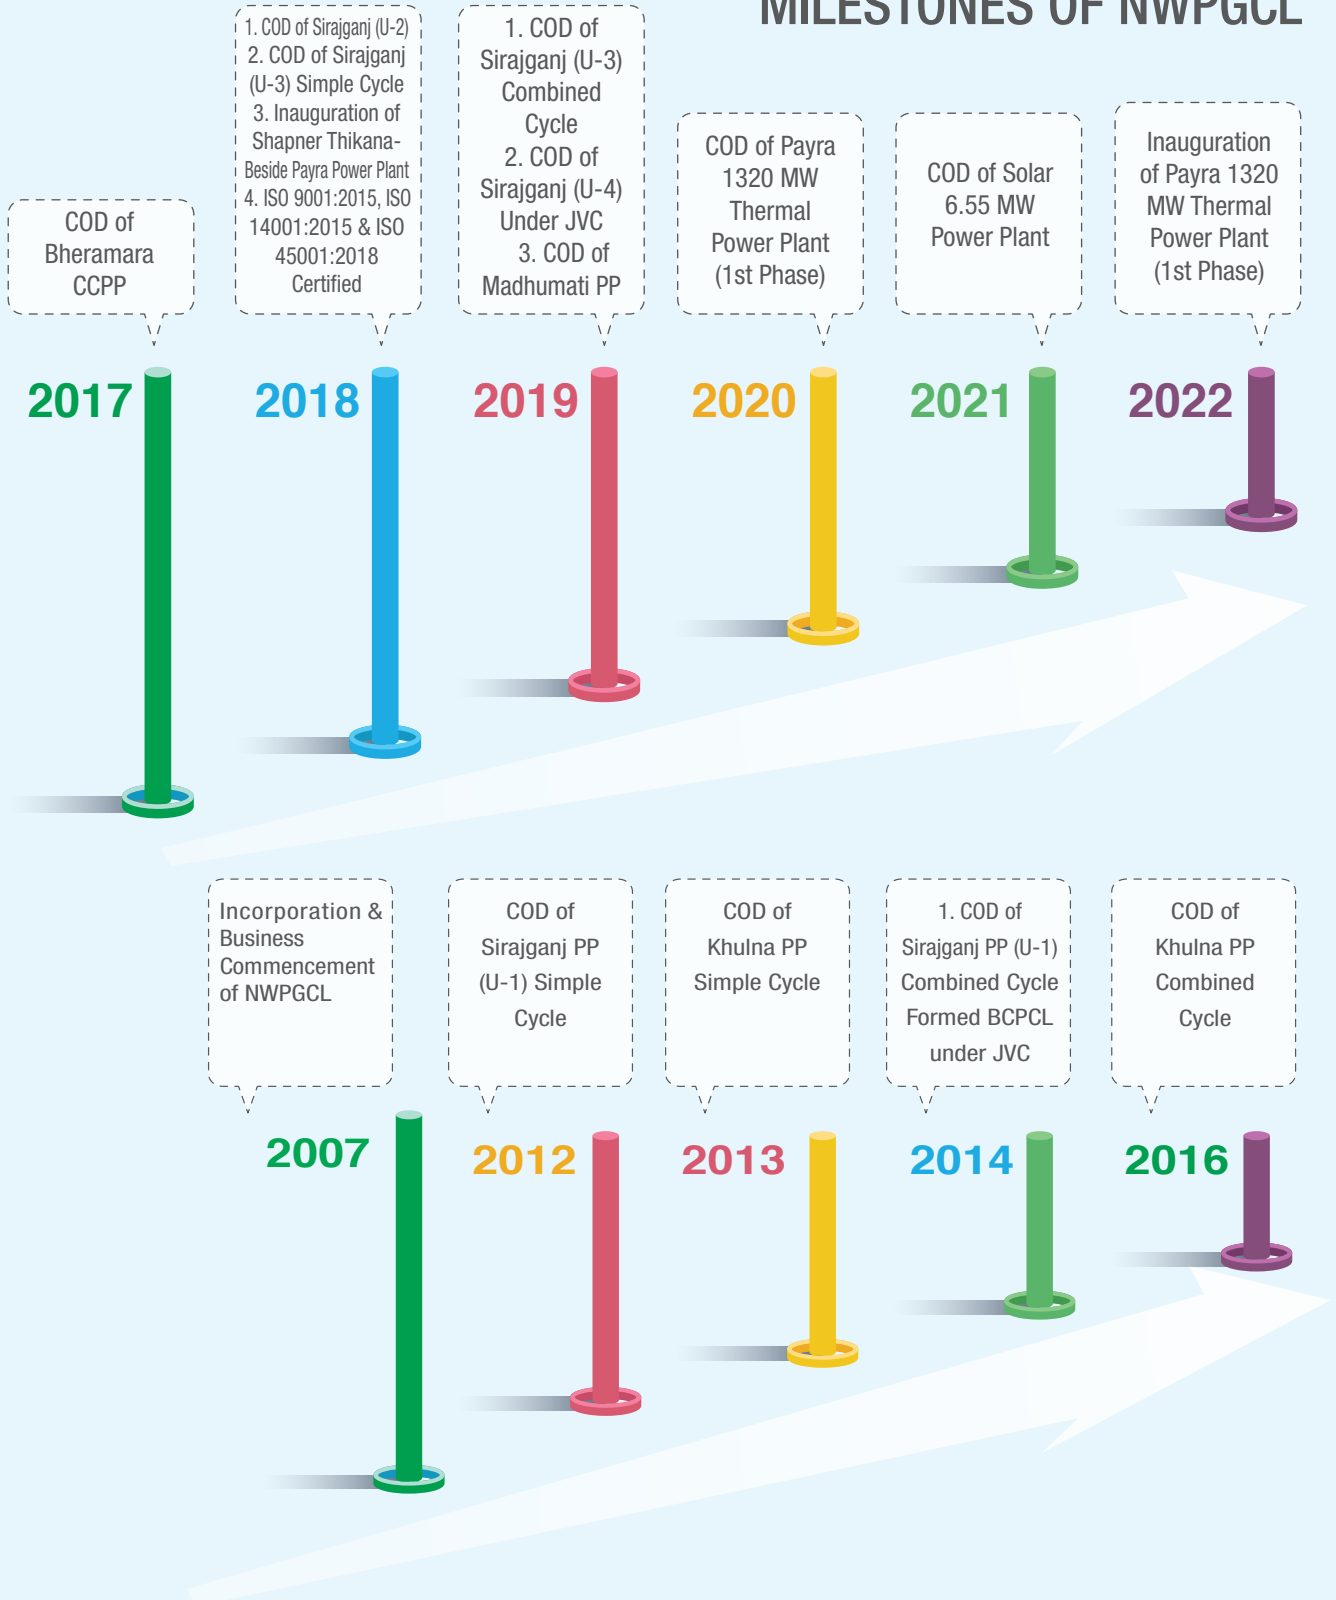 MILESTONES OF NWPGCL
COD of
Bheramara
CCPP
2017
1. COD of Sirajganj (U-2)
2. COD of Sirajganj
(U-3) Simple Cycle
3. Inauguration of
Shapner Thikana-
Beside Payra Power Plant
4. ISO 9001:2015, ISO
14001:2015 & ISO
45001:2018
Certified
2018
1. COD of
Sirajganj (U-3)
Combined
Cycle
2. COD of
Sirajganj (U-4)
Under JVC
3. COD of
Madhumati PP
2019
COD of Payra
1320 MW
Thermal
Power Plant
(1st Phase)
2020
COD of Solar
6.55 MW
Power Plant
2021
Inauguration
of Payra 1320
MW Thermal
Power Plant
(1st Phase)
2022
Incorporation &
Business
Commencement
of NWPGCL
2007
COD of
Sirajganj PP
(U-1) Simple
Cycle
2012
COD of
Khulna PP
Simple Cycle
2013
1. COD of
Sirajganj PP (U-1)
Combined Cycle
Formed BCPCL
under JVC
2014
COD of
Khulna PP
Combined
Cycle
2016